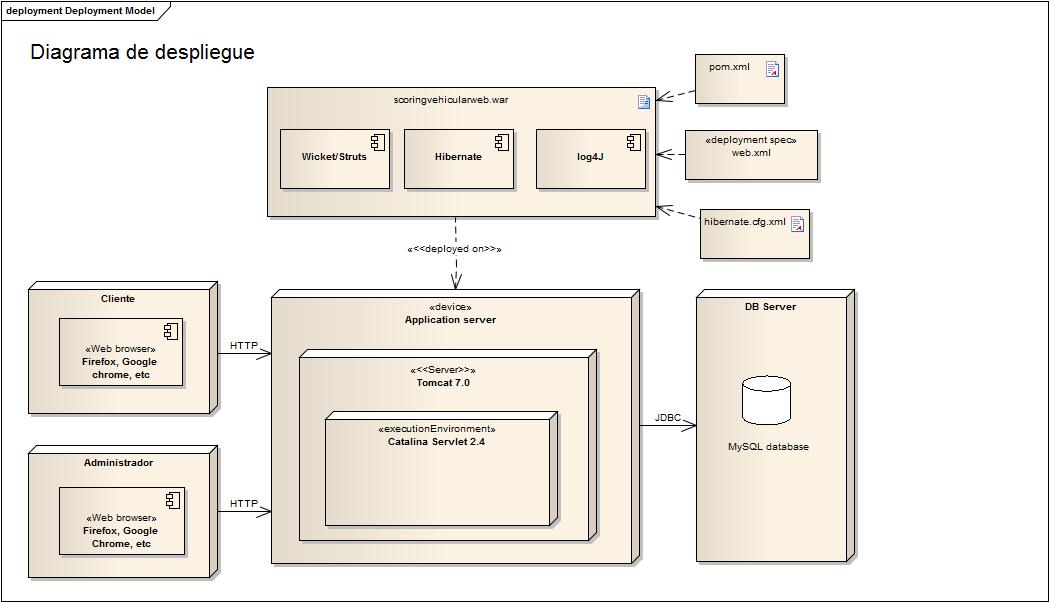 deployment Deployment Model
Diagrama de despliegue
pom.xml
scoringvehicularweb.war
Wicket/Struts
Hibernate
log4J
«deployment spec»
web.xml
hibernate.cfg.xml
«<<deployed on>>»
Cliente
«Web browser»
Firefox, Google
chrome, etc
HTTP
«device»
Application server
«<<Server>>»
Tomcat 7.0
«executionEnvironment»
Catalina Servlet 2.4
JDBC
DB Server
MySQL database
Administrador
«Web browser»
Firefox, Google
Chrome, etc
HTTP